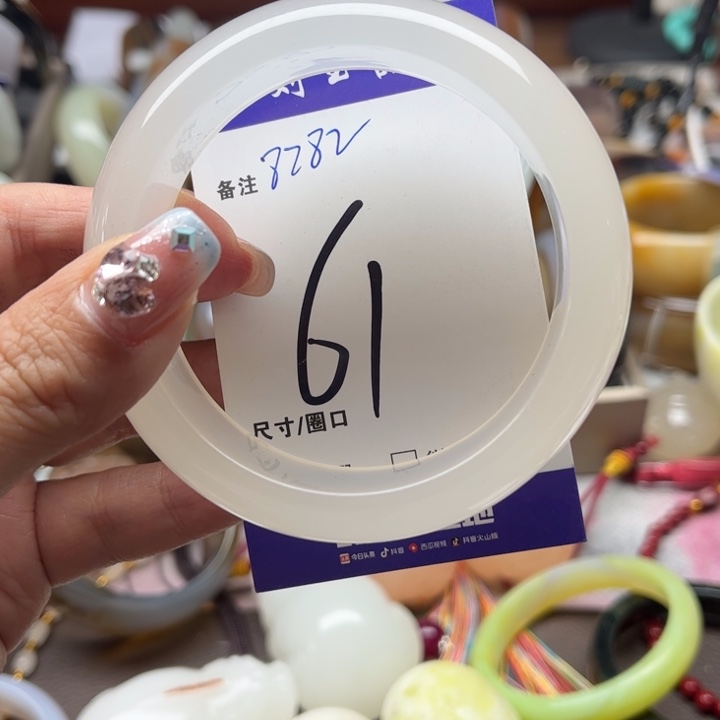 备注 8282
61
尺寸/圈口
今日头条 抖音 西瓜视频 抖音火山版